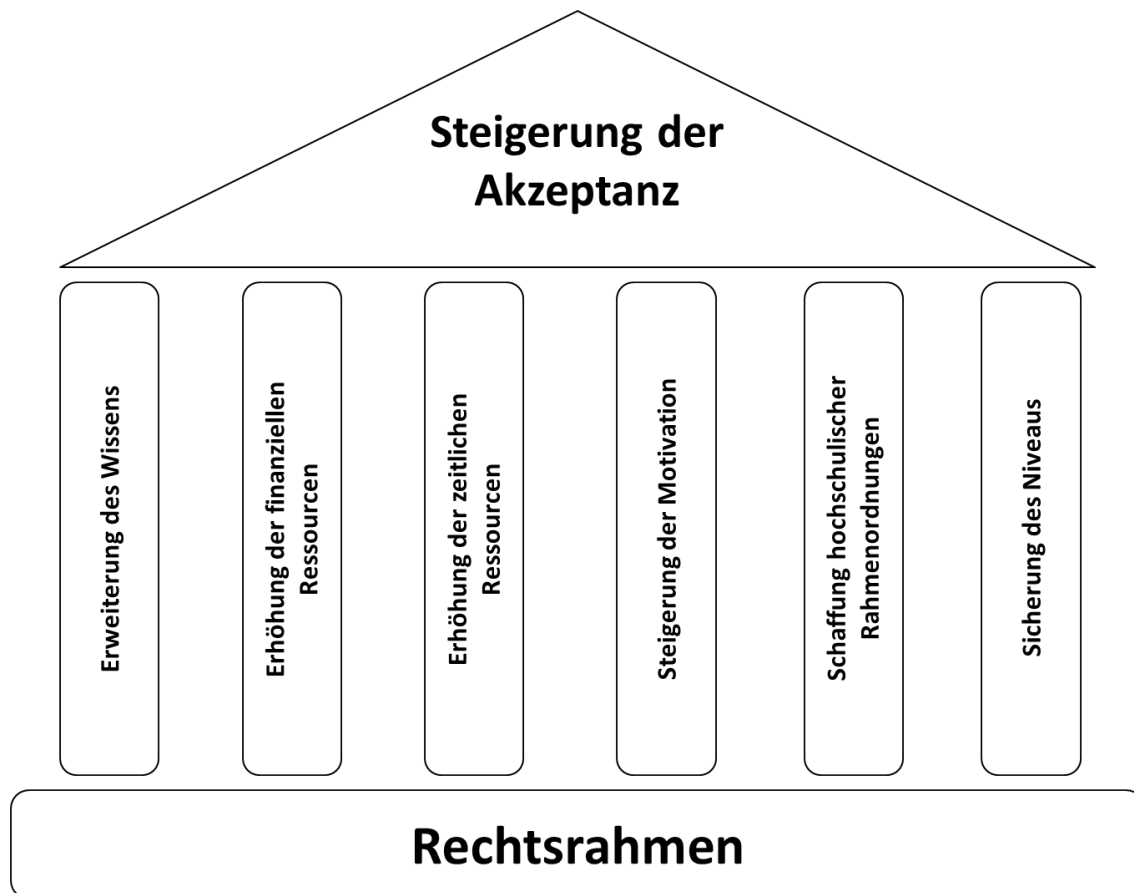 Steigerung der
Akzeptanz
Erweiterung des Wissens
Erhöhung der finanziellen
Ressourcen
Erhöhung der zeitlichen
Ressourcen
Steigerung der Motivation
Schaffung hochschulischer
Rahmenordnungen
Sicherung des Niveaus
Rechtsrahmen